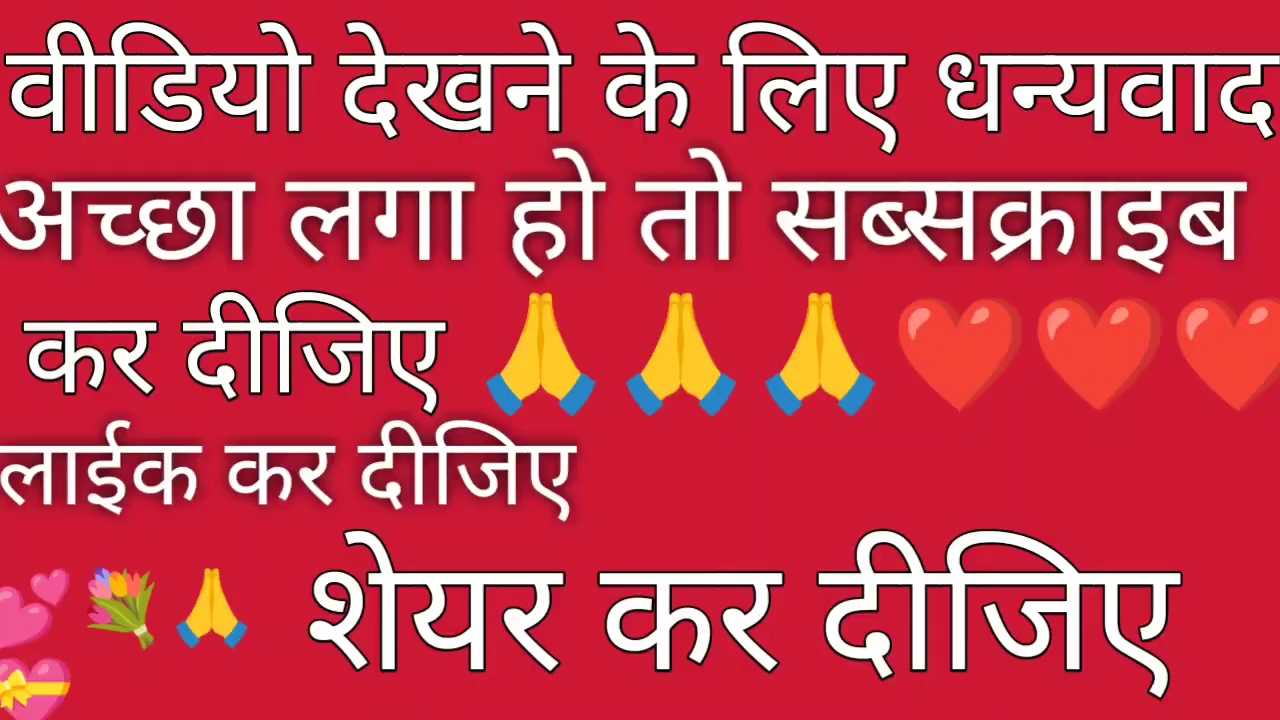 वीडियो देखने के लिए धन्यवाद
अच्छा लगा हो तो सब्सक्राइब
कर दीजिए 🙏🙏🙏❤️❤️❤️
लाईक कर दीजिए
💕💐🙏 शेयर कर दीजिए
💝